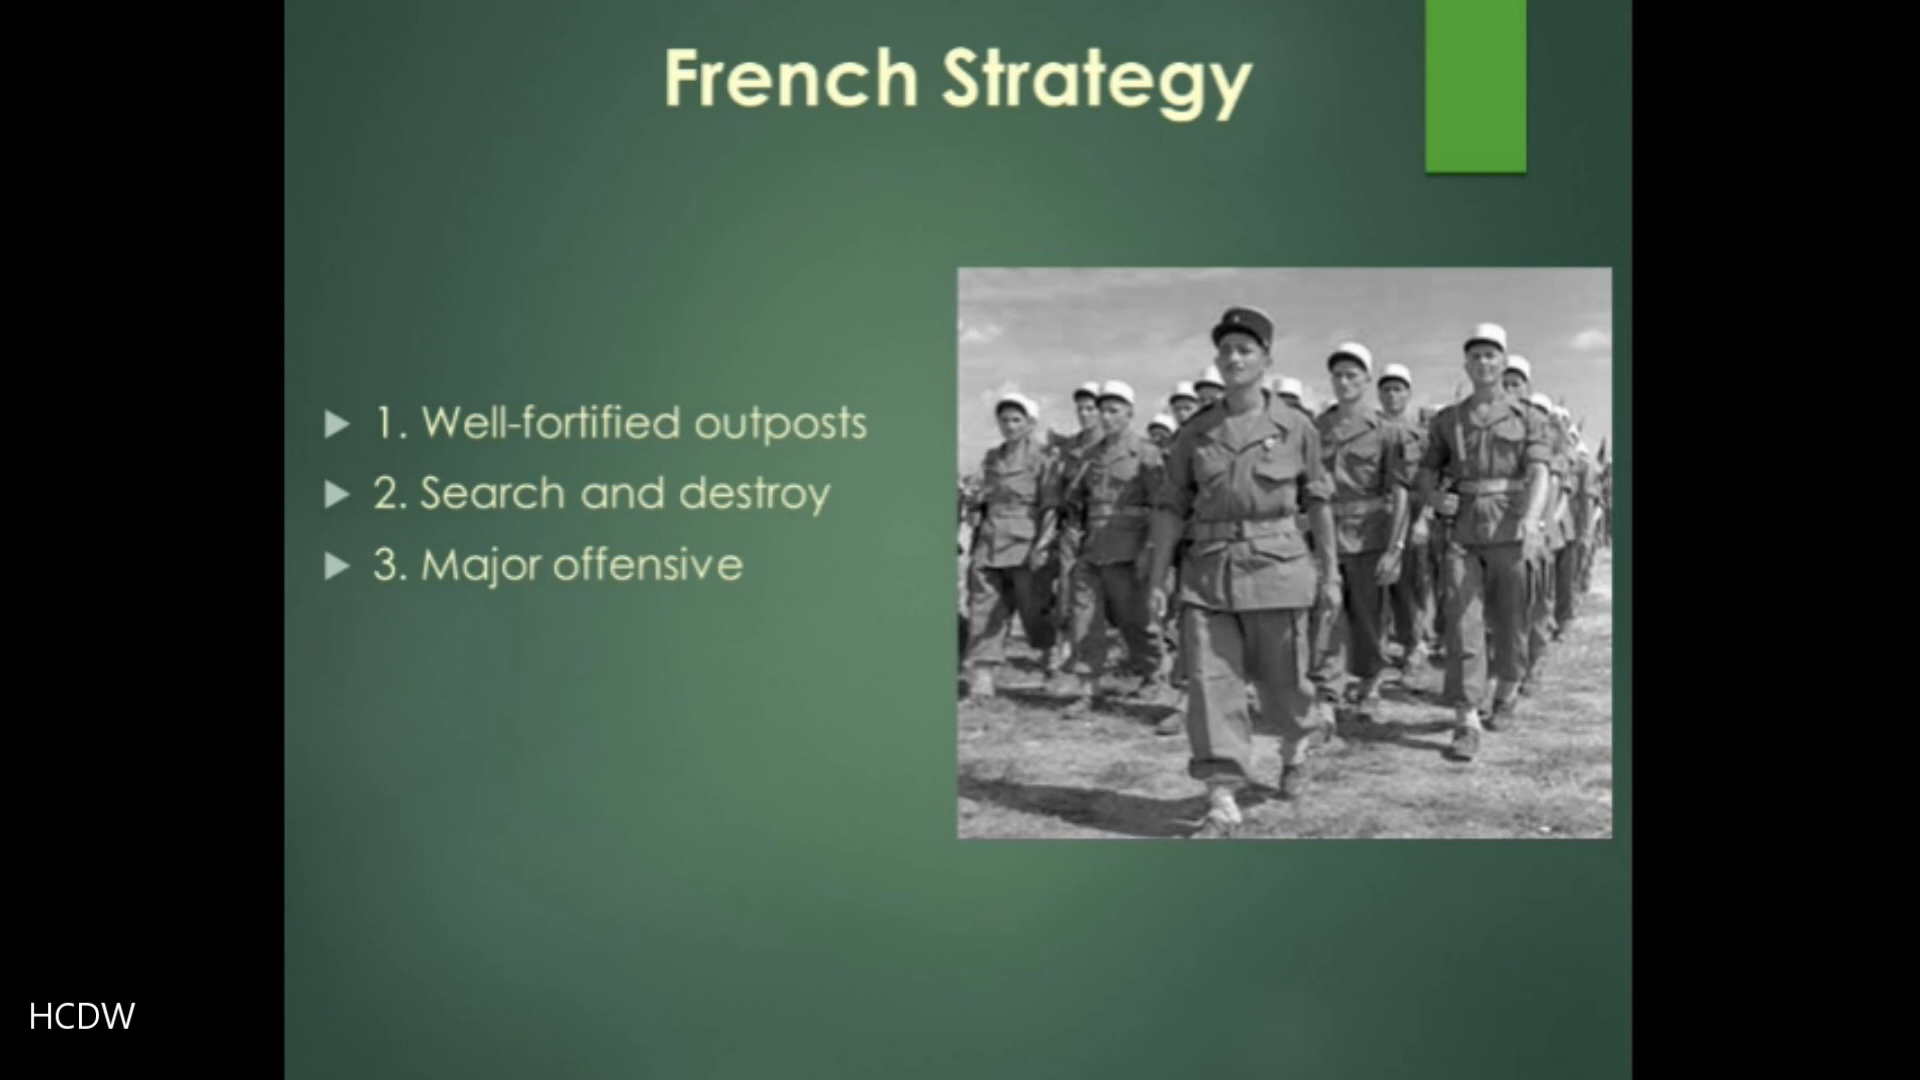 French Strategy
1. Well-fortified outposts
2. Search and destroy
3. Major offensive
HCDW